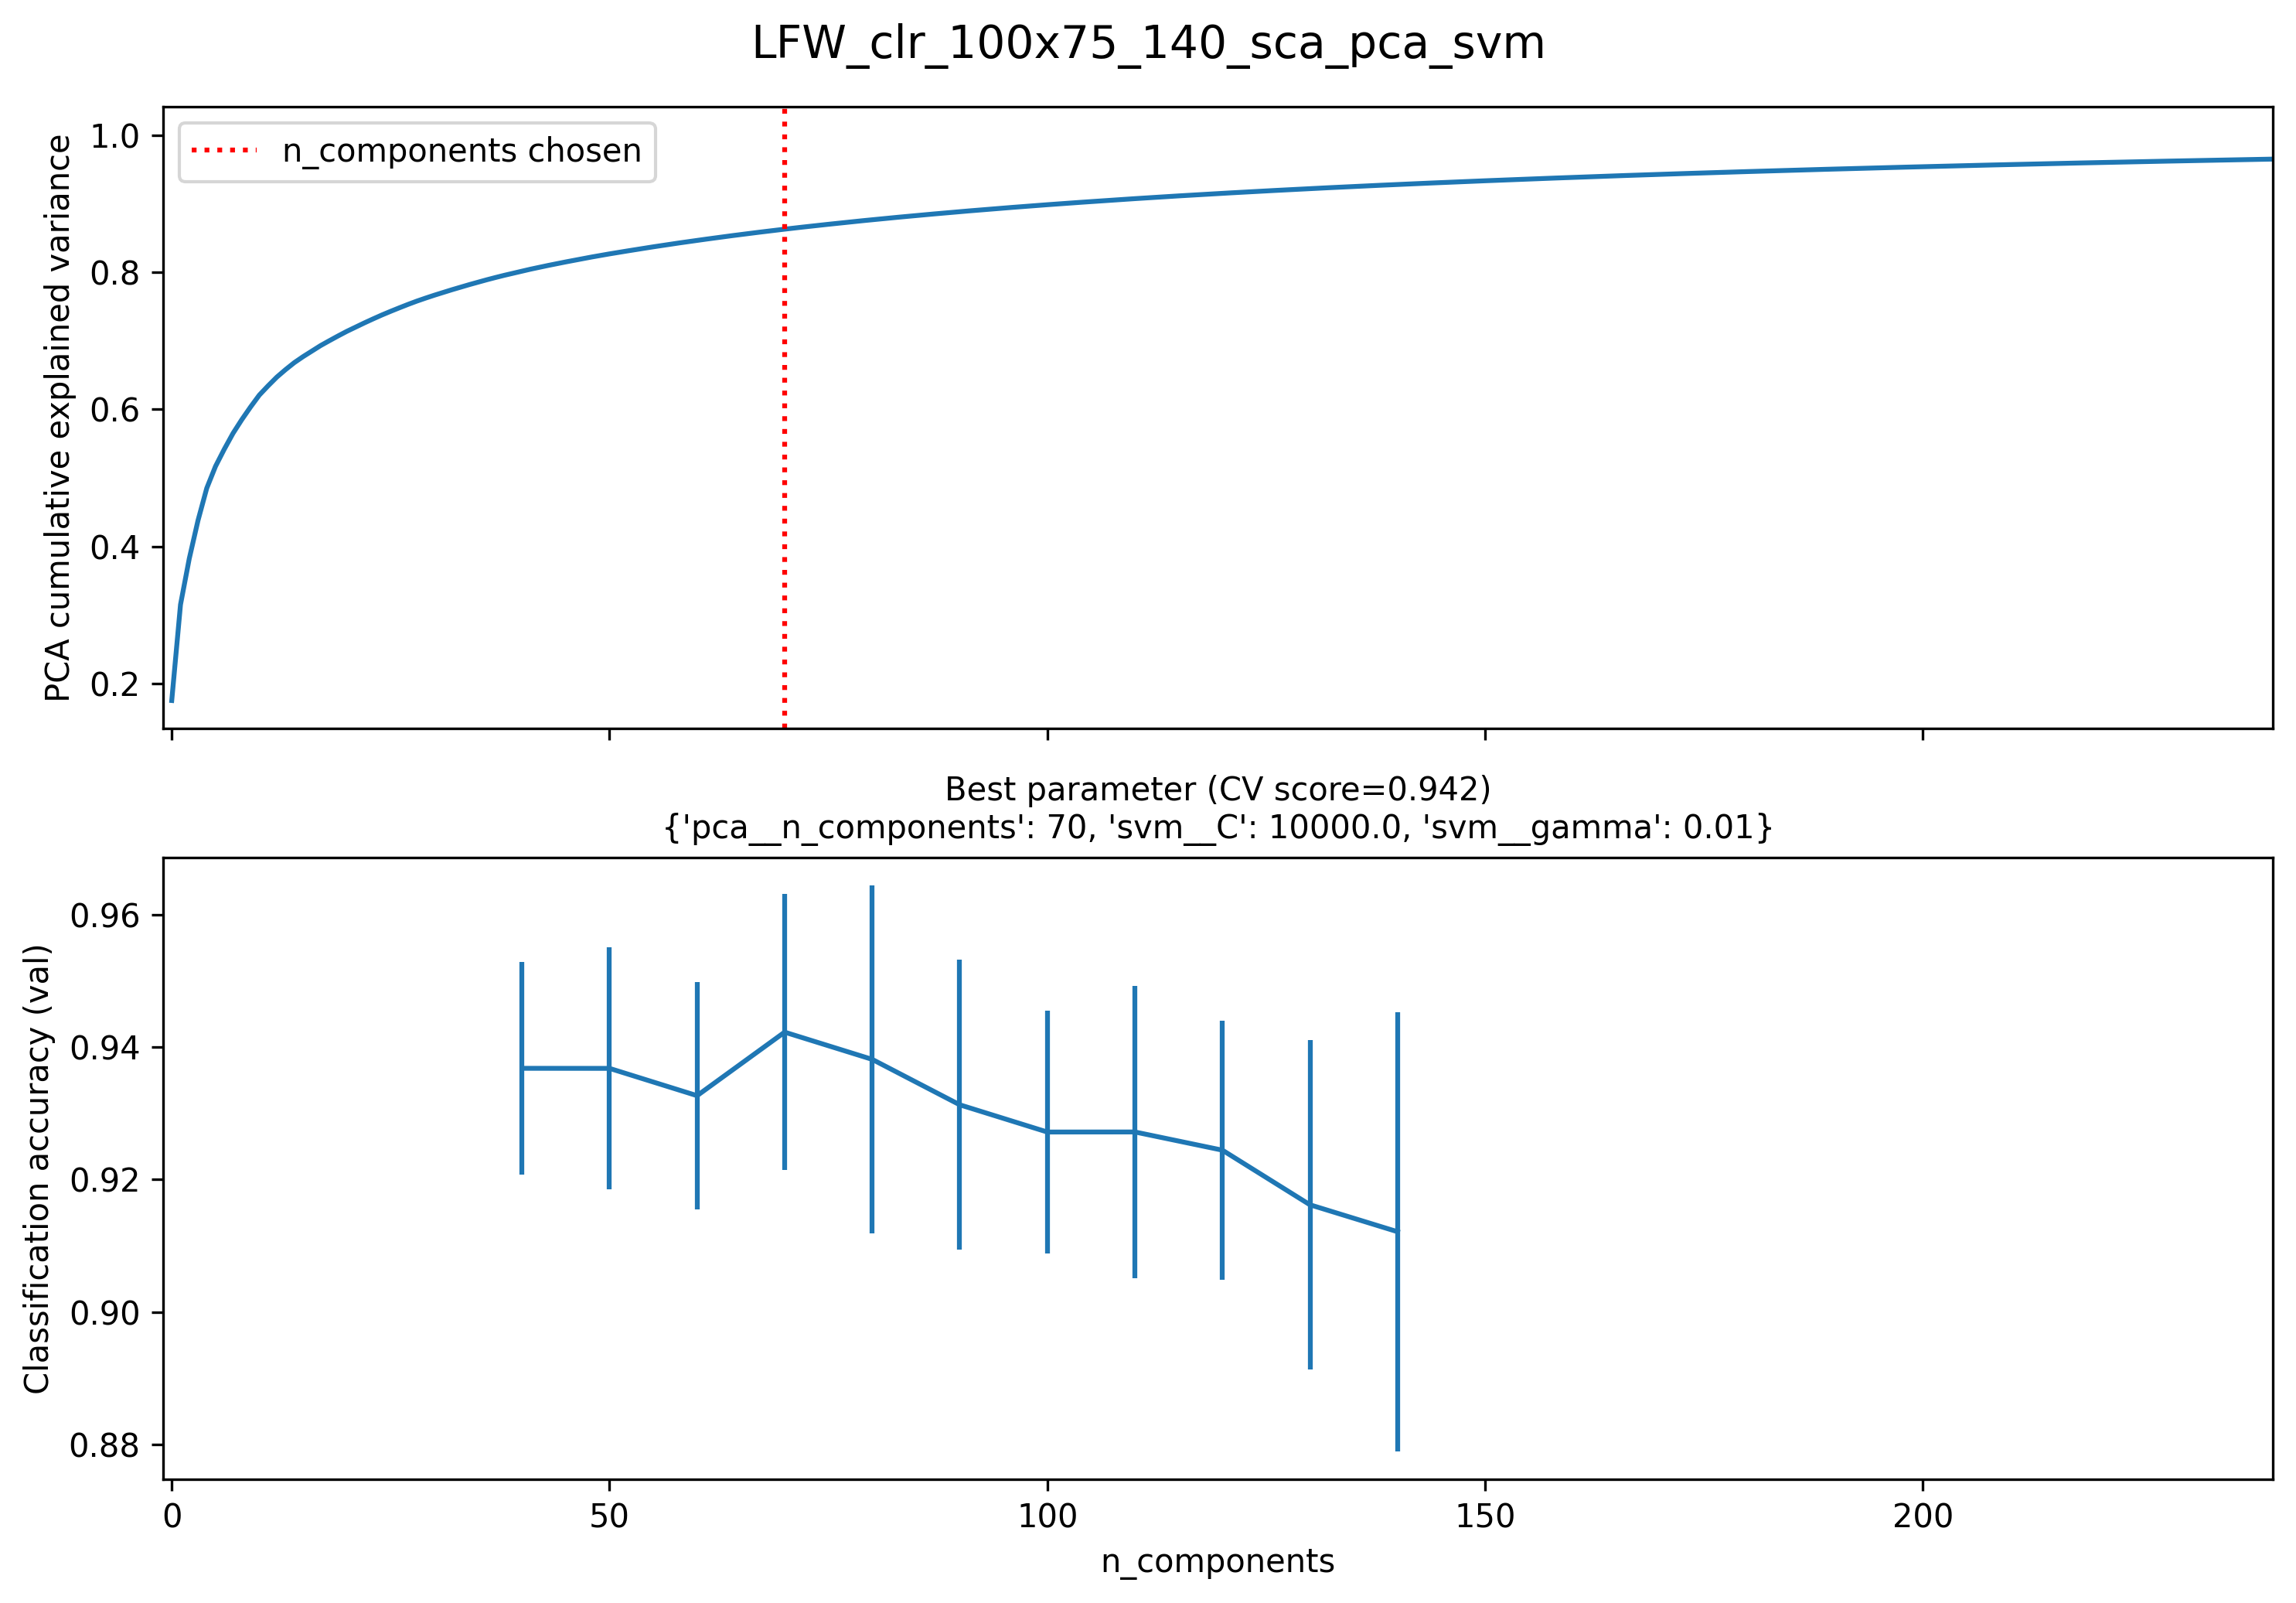 LFW_clr_100x75_140_sca_pca_svm
PCA cumulative explained variance
1.0
0.8
0.6
0.4
0.2
n_components chosen
Best parameter (CV score=0.942)
{'pca__n_components': 70, 'svm__C': 10000.0, 'svm__gamma': 0.01}
Classification accuracy (val)
0.96
0.94
0.92
0.90
0.88
0 50 100 150 200
n_components